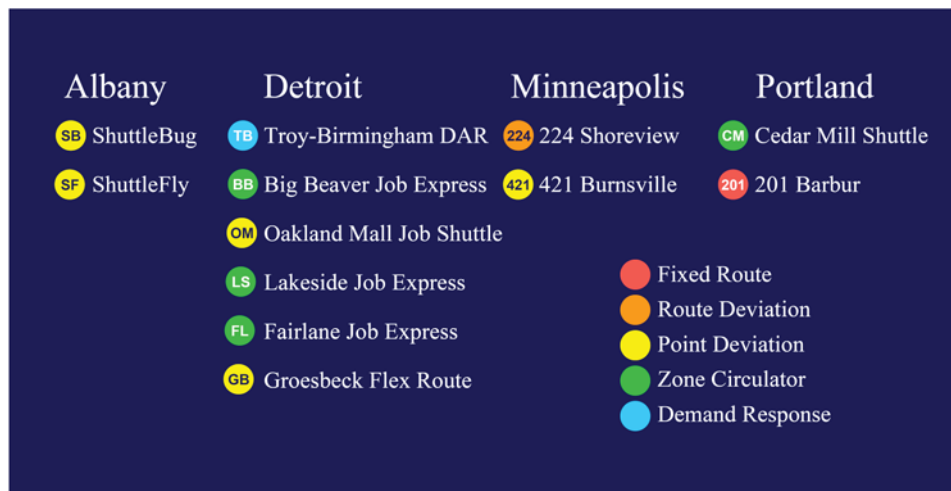 Albany
SB ShuttleBug
SF ShuttleFly
Detroit
TB Troy-Birmingham DAR
BB Big Beaver Job Express
OM Oakland Mall Job Shuttle
LS Lakeside Job Express
FL Fairlane Job Express
GB Groesbeck Flex Route
Minneapolis
224 224 Shoreview
421 421 Burnsville
Portland
CM Cedar Mill Shuttle
201 201 Barbur
Fixed Route
Route Deviation
Point Deviation
Zone Circulator
Demand Response